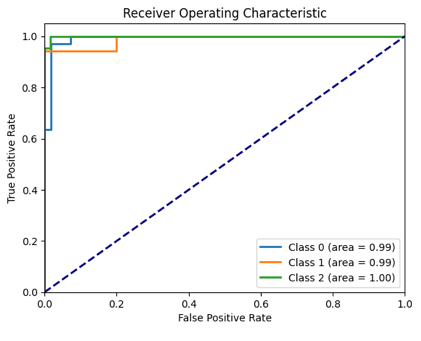 Receiver Operating Characteristic
1.0
0.8
0.6
0.4
0.2
0.0
True Positive Rate
0.0 0.2 0.4 0.6 0.8 1.0
False Positive Rate
Class 0 (area = 0.99)
Class 1 (area = 0.99)
Class 2 (area = 1.00)